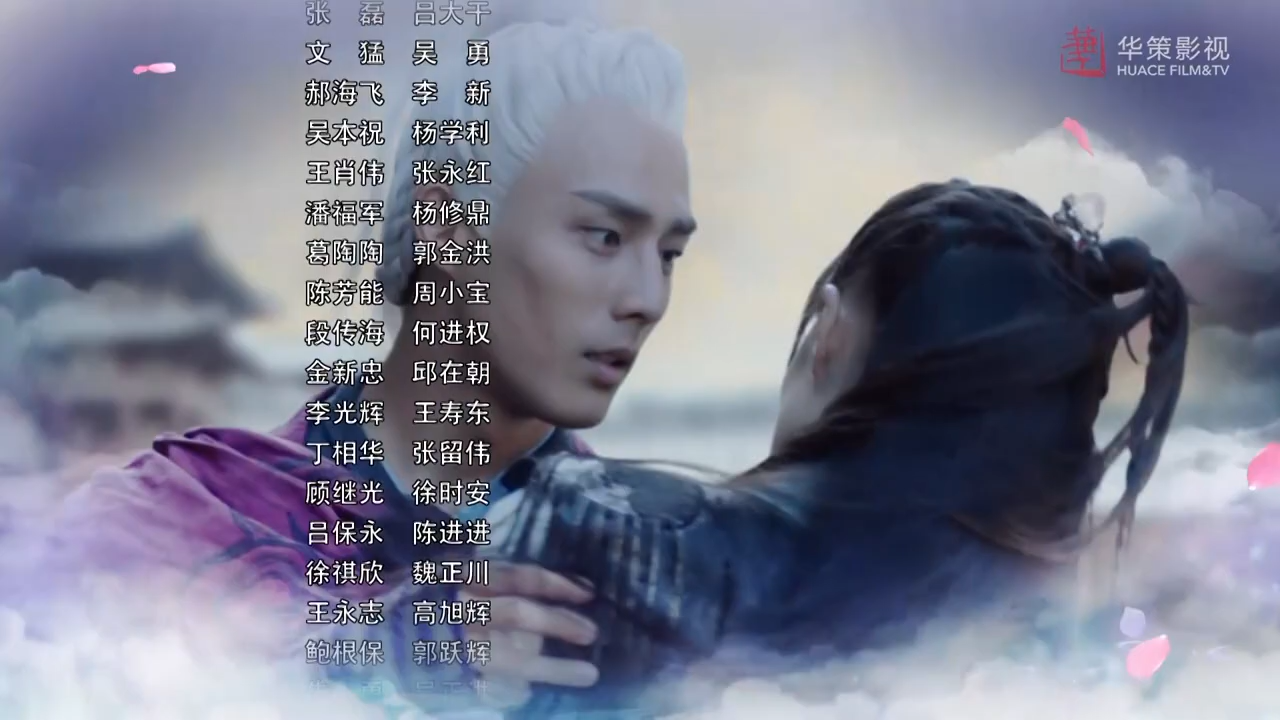 张 磊 吕大干
文 猛 吴 勇
郝海飞 李 新
吴本祝 杨学利
王肖伟 张永红
潘福军 杨修鼎
葛陶陶 郭金洪
陈芳能 周小宝
段传海 何进权
金新忠 邱在朝
李光辉 王寿东
丁相华 张留伟
顾继光 徐时安
吕保永 陈进进
徐祺欣 魏正川
王永志 高旭辉
鲍根保 郭跃辉
华策影视
HUACE FILM&TV